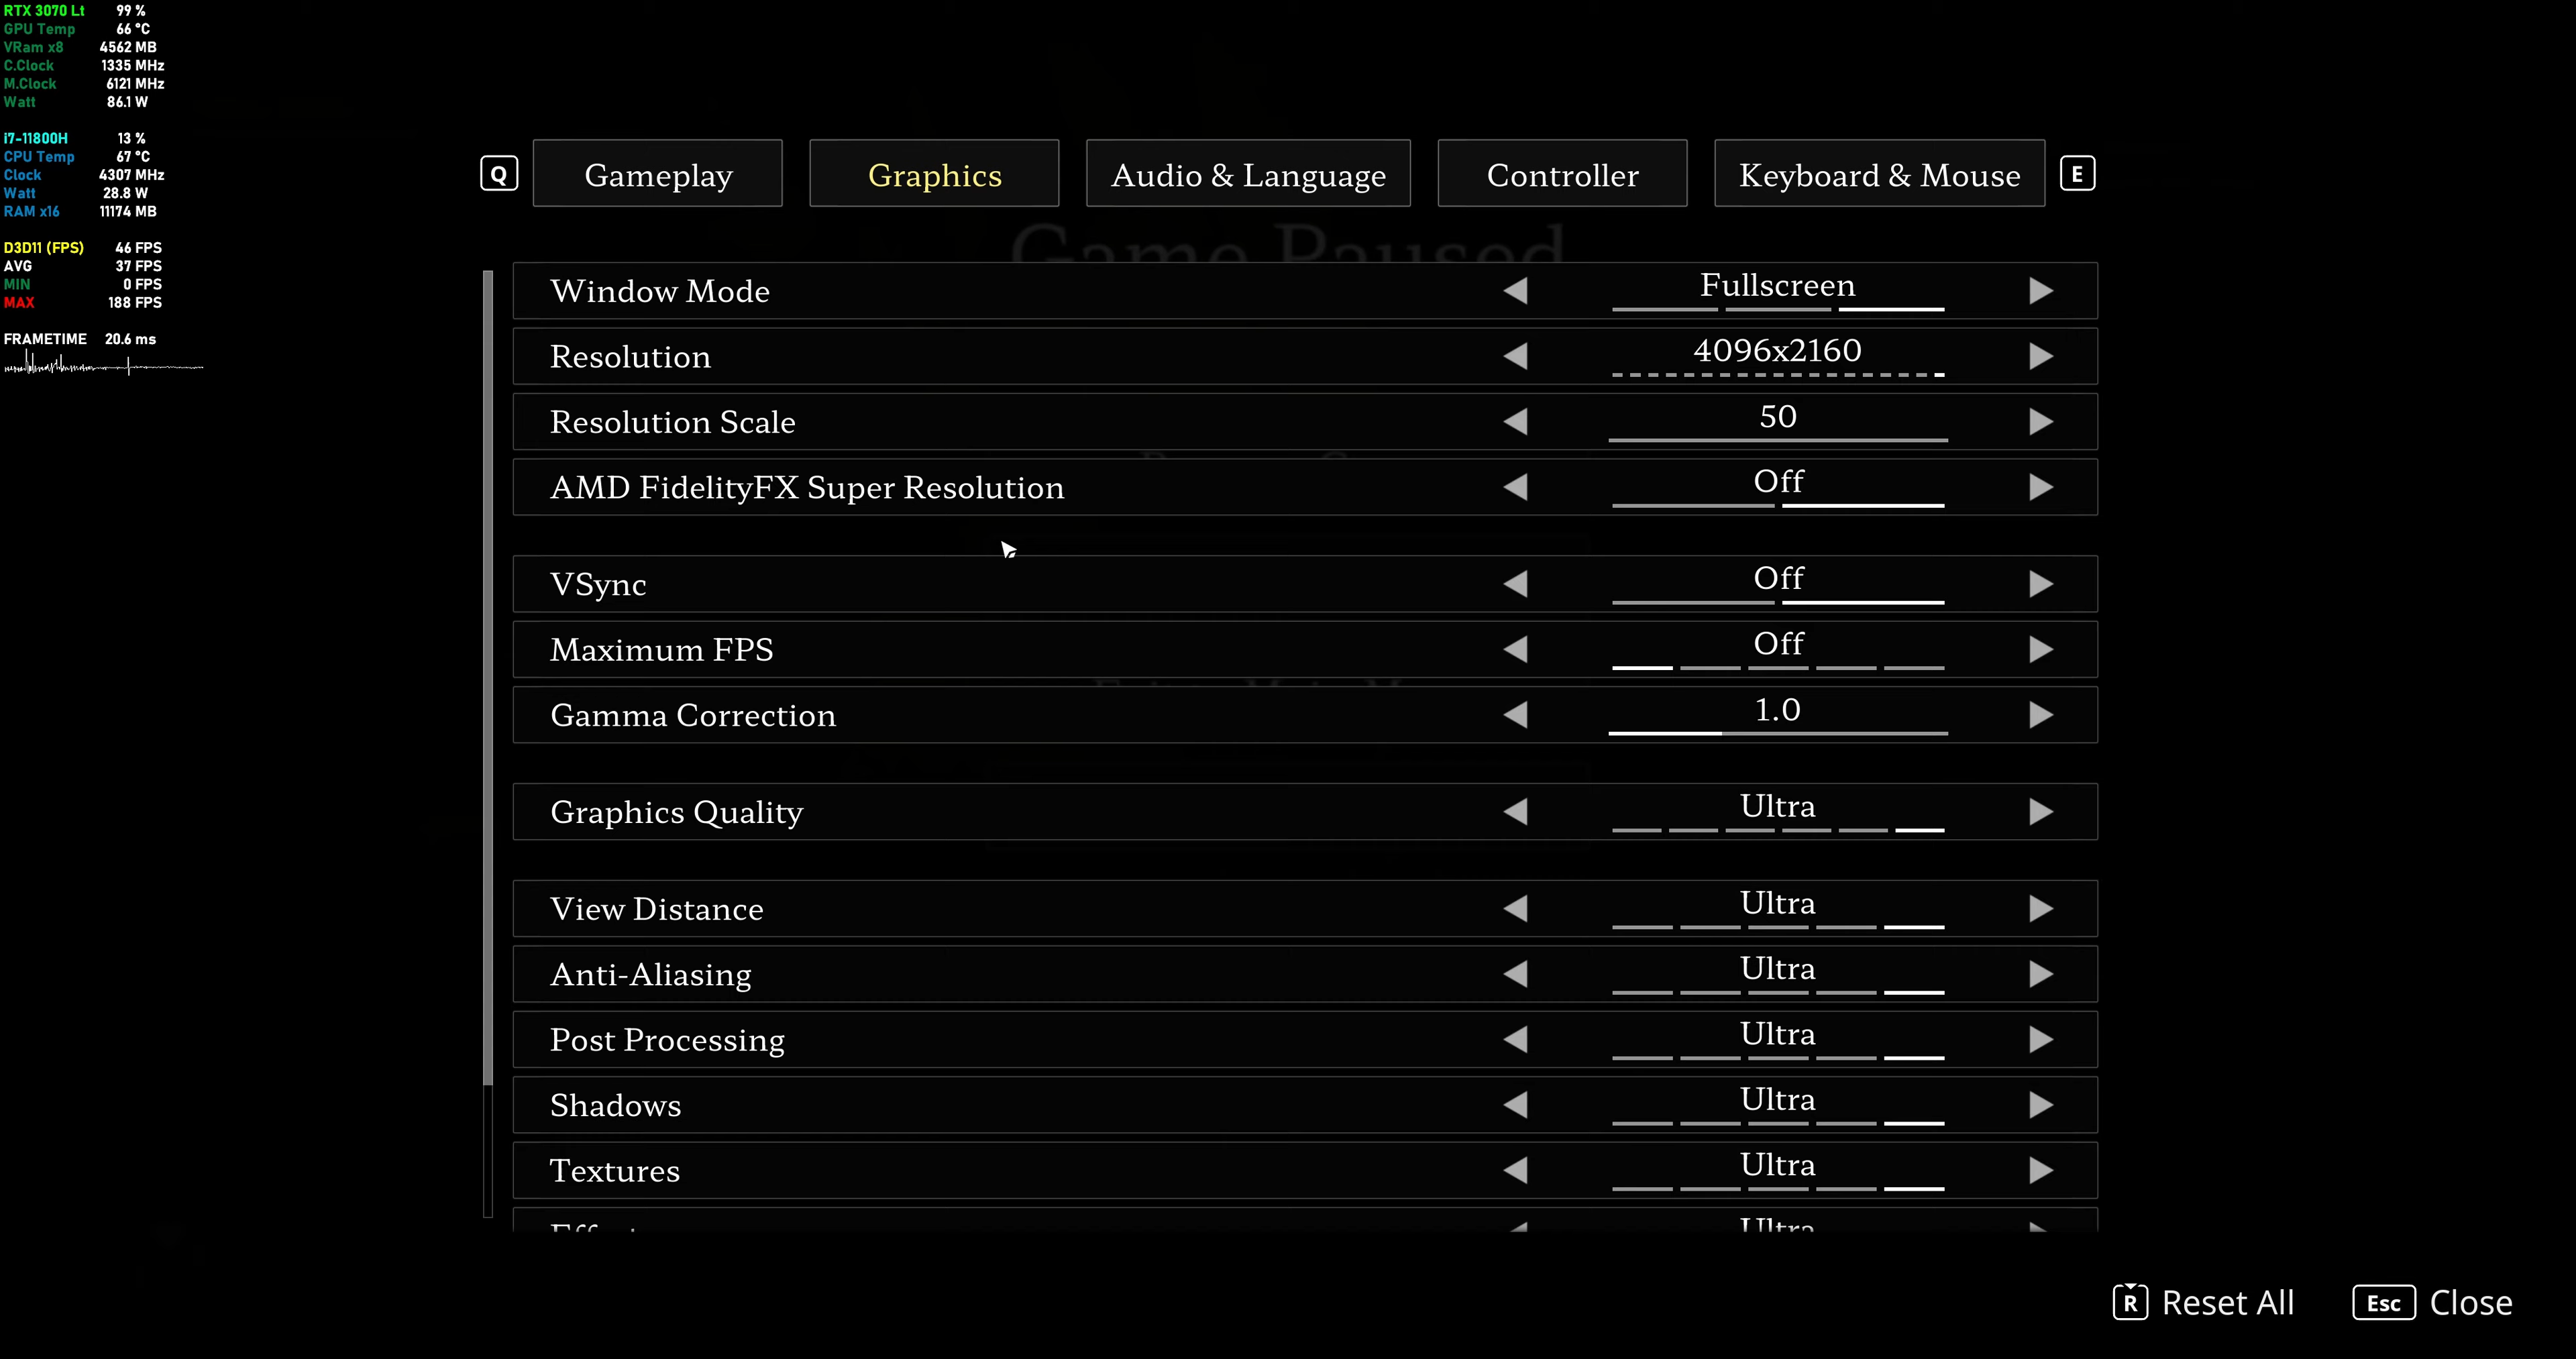 RTX 3070 Lt 99 %
GPU Temp 66 °C
VRam x8 4562 MB
C.Clock 1335 MHz
M.Clock 6121 MHz
Watt 86.1 W
i7-11800H 13 %
CPU Temp 67 °C
Clock 4307 MHz
Watt 28.8 W
RAM x16 11174 MB
D3D11 (FPS) 46 FPS
AVG 37 FPS
MIN 0 FPS
MAX 188 FPS
FRAMETIME 20.6 ms
Q Gameplay Graphics Audio & Language Controller Keyboard & Mouse E
Game Paused
Window Mode Fullscreen
Resolution 4096x2160
Resolution Scale 50
AMD FidelityFX Super Resolution Off
VSync Off
Maximum FPS Off
Gamma Correction 1.0
Graphics Quality Ultra
View Distance Ultra
Anti-Aliasing Ultra
Post Processing Ultra
Shadows Ultra
Textures Ultra
Ultra
R Reset All Esc Close